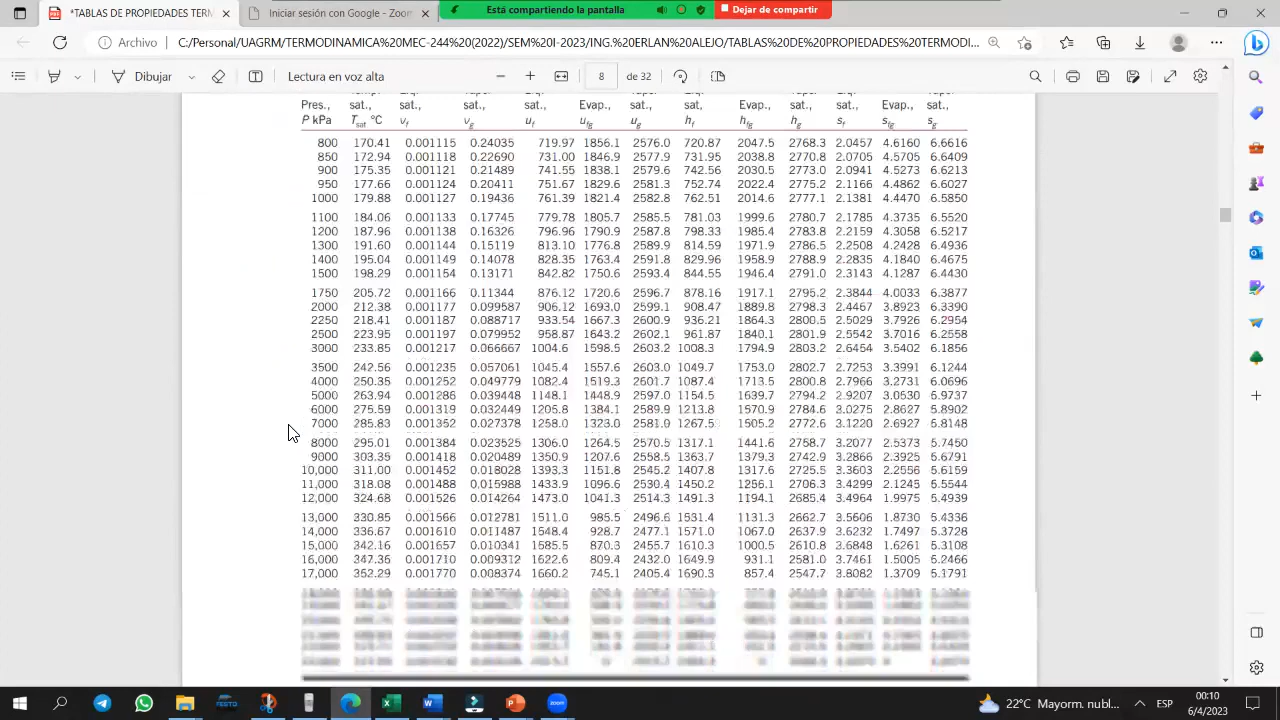 *TABLAS DE PROPIEDADES TERM
Iniciar sesión con Google - Zoom
Está compartiendo la pantalla
Dejar de compartir
Archivo
C:/Personal/UAGRM/TERMODINAMICA%20MEC-244%20(2022)/SEM%20I-2023/ING.%20ERLAN%20ALEJO/TABLAS%20DE%20PROPIEDADES%20TERMODI...
Dibujar
Lectura en voz alta
8 de 32
Pres., sat., sat., sat., sat., Evap., sat., sat, Evap., sat., sat., Evap., sat.,
P kPa Tsat °C vf vg uf ufg ug hf hfg hg sf sfg sg
800 170.41 0.001115 0.24035 719.97 1856.1 2576.0 720.87 2047.5 2768.3 2.0457 4.6160 6.6616
850 172.94 0.001118 0.22690 731.00 1846.9 2577.9 731.95 2038.8 2770.8 2.0705 4.5705 6.6409
900 175.35 0.001121 0.21489 741.55 1838.1 2579.6 742.56 2030.5 2773.0 2.0941 4.5273 6.6213
950 177.66 0.001124 0.20411 751.67 1829.6 2581.3 752.74 2022.4 2775.2 2.1166 4.4862 6.6027
1000 179.88 0.001127 0.19436 761.39 1821.4 2582.8 762.51 2014.6 2777.1 2.1381 4.4470 6.5850
1100 184.06 0.001133 0.17745 779.78 1805.7 2585.5 781.03 1999.6 2780.7 2.1785 4.3735 6.5520
1200 187.96 0.001138 0.16326 796.96 1790.9 2587.8 798.33 1985.4 2783.8 2.2159 4.3058 6.5217
1300 191.60 0.001144 0.15119 813.10 1776.8 2589.9 814.59 1971.9 2786.5 2.2508 4.2428 6.4936
1400 195.04 0.001149 0.14078 828.35 1763.4 2591.8 829.96 1958.9 2788.9 2.2835 4.1840 6.4675
1500 198.29 0.001154 0.13171 842.82 1750.6 2593.4 844.55 1946.4 2791.0 2.3143 4.1287 6.4430
1750 205.72 0.001166 0.11344 876.12 1720.6 2596.7 878.16 1917.1 2795.2 2.3844 4.0033 6.3877
2000 212.38 0.001177 0.099587 906.12 1693.0 2599.1 908.47 1889.8 2798.3 2.4467 3.8923 6.3390
2250 218.41 0.001187 0.088717 933.54 1667.3 2600.9 936.21 1864.3 2800.5 2.5029 3.7926 6.2954
2500 223.95 0.001197 0.079952 958.87 1643.2 2602.1 961.87 1840.1 2801.9 2.5542 3.7016 6.2558
3000 233.85 0.001217 0.066667 1004.6 1598.5 2603.2 1008.3 1794.9 2803.2 2.6454 3.5402 6.1856
3500 242.56 0.001235 0.057061 1045.4 1557.6 2603.0 1049.7 1753.0 2802.7 2.7253 3.3991 6.1244
4000 250.35 0.001252 0.049779 1082.4 1519.3 2601.7 1087.4 1713.5 2800.8 2.7966 3.2731 6.0696
5000 263.94 0.001286 0.039448 1148.1 1448.9 2597.0 1154.5 1639.7 2794.2 2.9207 3.0530 5.9737
6000 275.59 0.001319 0.032449 1205.8 1384.1 2589.9 1213.8 1570.9 2784.6 3.0275 2.8627 5.8902
7000 285.83 0.001352 0.027378 1258.0 1323.0 2581.0 1267.5 1505.2 2772.6 3.1220 2.6927 5.8148
8000 295.01 0.001384 0.023525 1306.0 1264.5 2570.5 1317.1 1441.6 2758.7 3.2077 2.5373 5.7450
9000 303.35 0.001418 0.020489 1350.9 1207.6 2558.5 1363.7 1379.3 2742.9 3.2866 2.3925 5.6791
10,000 311.00 0.001452 0.018028 1393.3 1151.8 2545.2 1407.8 1317.6 2725.5 3.3603 2.2556 5.6159
11,000 318.08 0.001488 0.015988 1433.9 1096.6 2530.4 1450.2 1256.1 2706.3 3.4299 2.1245 5.5544
12,000 324.68 0.001526 0.014264 1473.0 1041.3 2514.3 1491.3 1194.1 2685.4 3.4964 1.9975 5.4939
13,000 330.85 0.001566 0.012781 1511.0 985.5 2496.6 1531.4 1131.3 2662.7 3.5606 1.8730 5.4336
14,000 336.67 0.001610 0.011487 1548.4 928.7 2477.1 1571.0 1067.0 2637.9 3.6232 1.7497 5.3728
15,000 342.16 0.001657 0.010341 1585.5 870.3 2455.7 1610.3 1000.5 2610.8 3.6848 1.6261 5.3108
16,000 347.36 0.001710 0.009312 1622.6 809.4 2432.0 1649.9 931.1 2581.0 3.7461 1.5005 5.2466
17,000 352.29 0.001770 0.008374 1660.2 745.1 2405.4 1690.3 857.4 2547.7 3.8082 1.3709 5.1791
22°C Mayorm. nubl...
ESP
00:10
6/4/2023